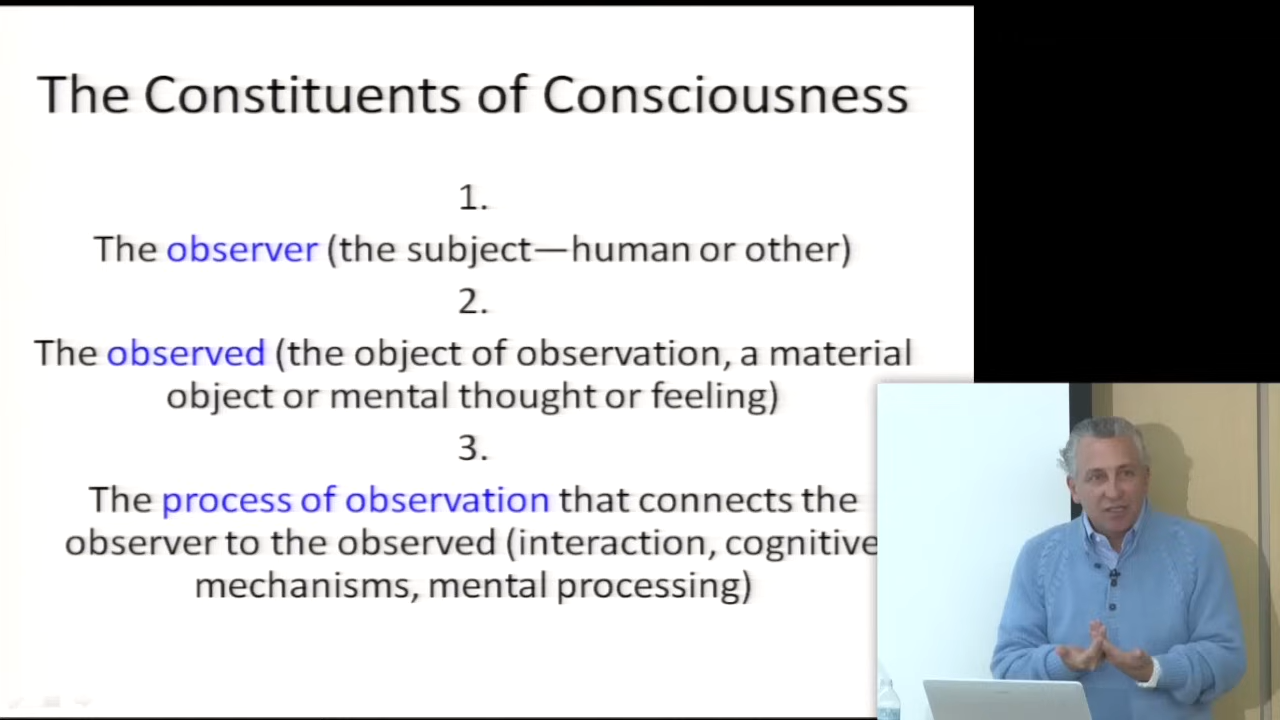 The Constituents of Consciousness
1.
The observer (the subject—human or other)
2.
The observed (the object of observation, a material
object or mental thought or feeling)
3.
The process of observation that connects the
observer to the observed (interaction, cognitive
mechanisms, mental processing)